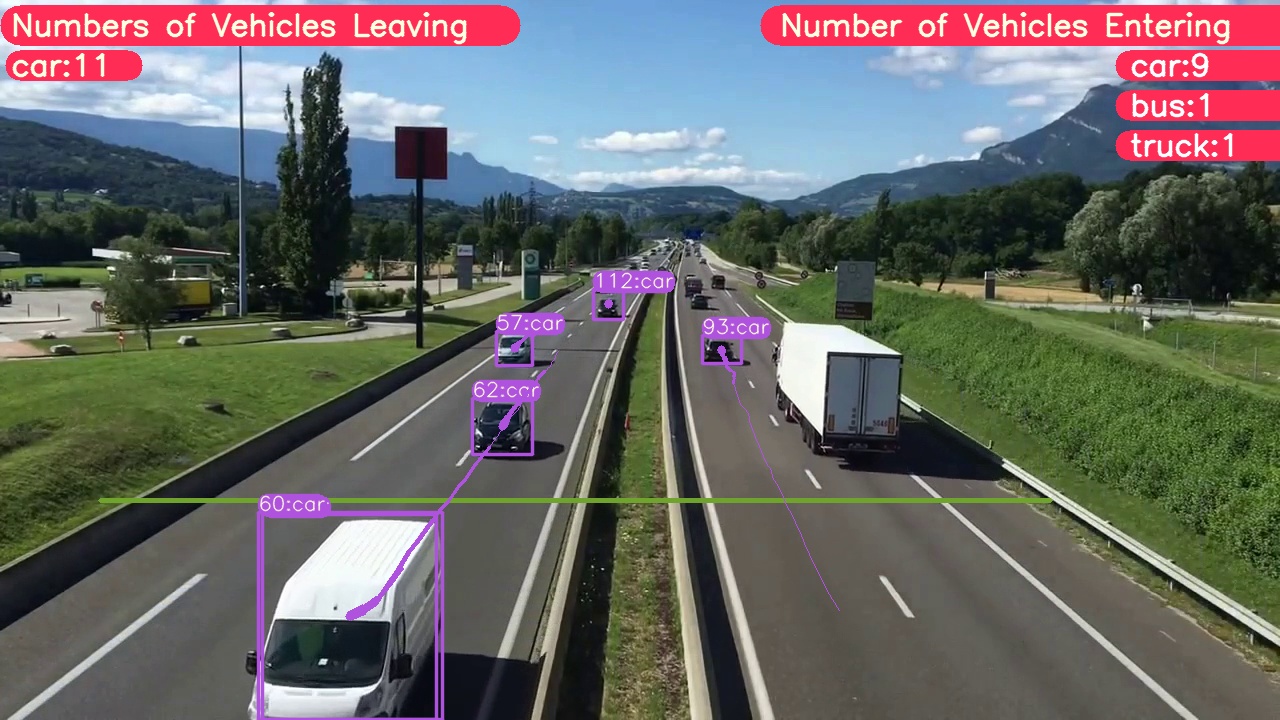 Numbers of Vehicles Leaving
Number of Vehicles Entering
car:11
car:9
bus:1
truck:1
112:car
57:car
93:car
62:car
60:car